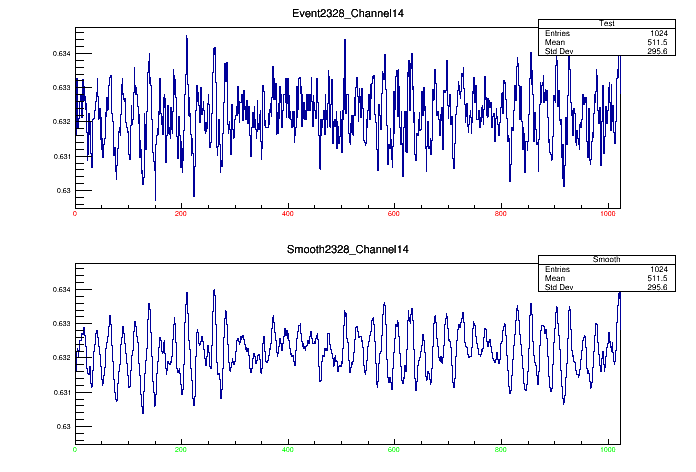 Event2328_Channel14
Test
Entries 1024
Mean 511.5
Std Dev 295.6
0.634
0.633
0.632
0.631
0.63
0 200 400 600 800 1000
Smooth2328_Channel14
Smooth
Entries 1024
Mean 511.5
Std Dev 295.6
0.634
0.633
0.632
0.631
0.63
0 200 400 600 800 1000